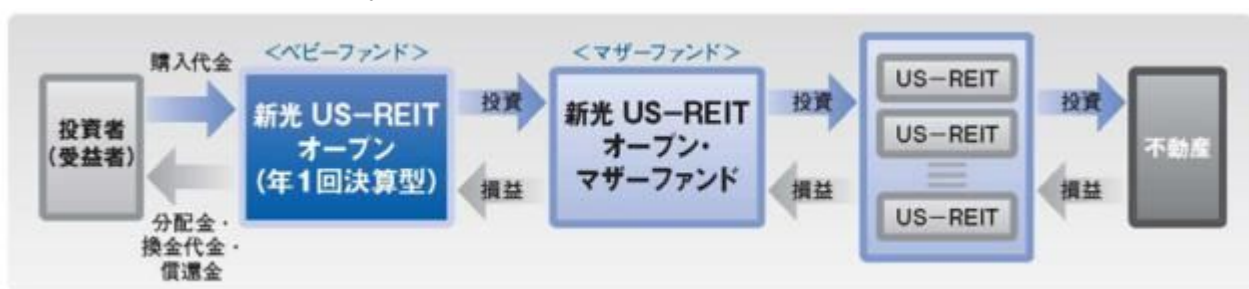 購入代金
投資者
(受益者)
分配金・
換金代金・
償還金
<ベビーファンド>
新光 US-REIT
オープン
(年1回決算型)
投資
損益
<マザーファンド>
新光 US-REIT
オープン・
マザーファンド
投資
損益
US-REIT
US-REIT
US-REIT
投資
損益
不動産